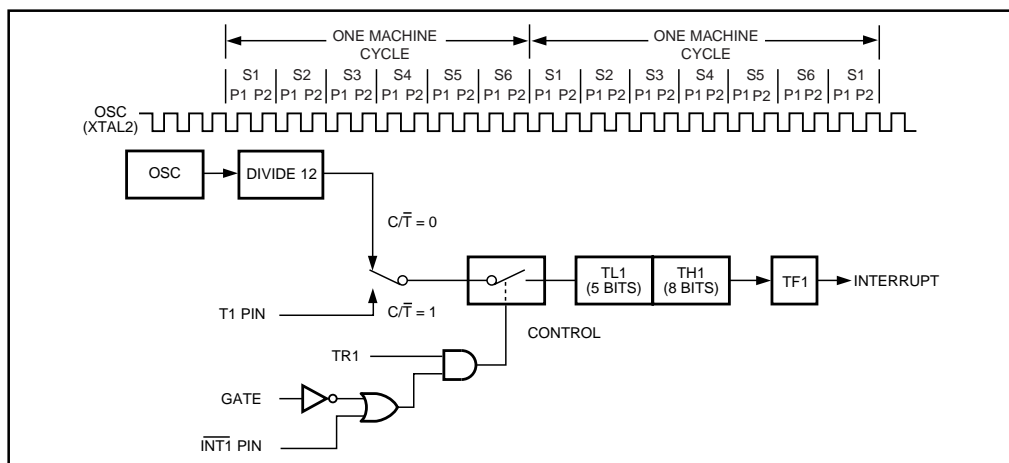 ONE MACHINE CYCLE ONE MACHINE CYCLE
S1 S2 S3 S4 S5 S6 S1 S2 S3 S4 S5 S6 S1
P1 P2 P1 P2 P1 P2 P1 P2 P1 P2 P1 P2 P1 P2 P1 P2 P1 P2 P1 P2 P1 P2 P1 P2 P1 P2
OSC
(XTAL2)
OSC
DIVIDE 12
C/T̅ = 0
TL1
(5 BITS)
TH1
(8 BITS)
TF1
INTERRUPT
T1 PIN
C/T̅ = 1
CONTROL
TR1
GATE
I̅N̅T̅1̅ PIN